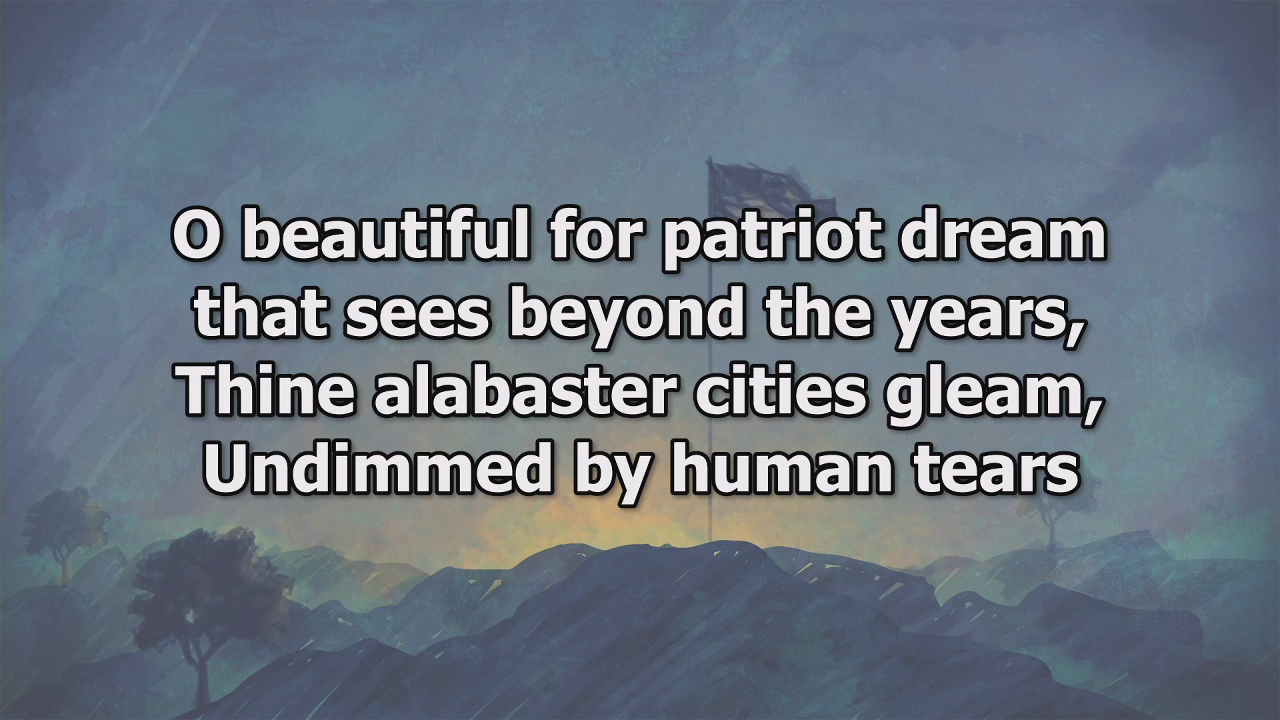 O beautiful for patriot dream
that sees beyond the years,
Thine alabaster cities gleam,
Undimmed by human tears